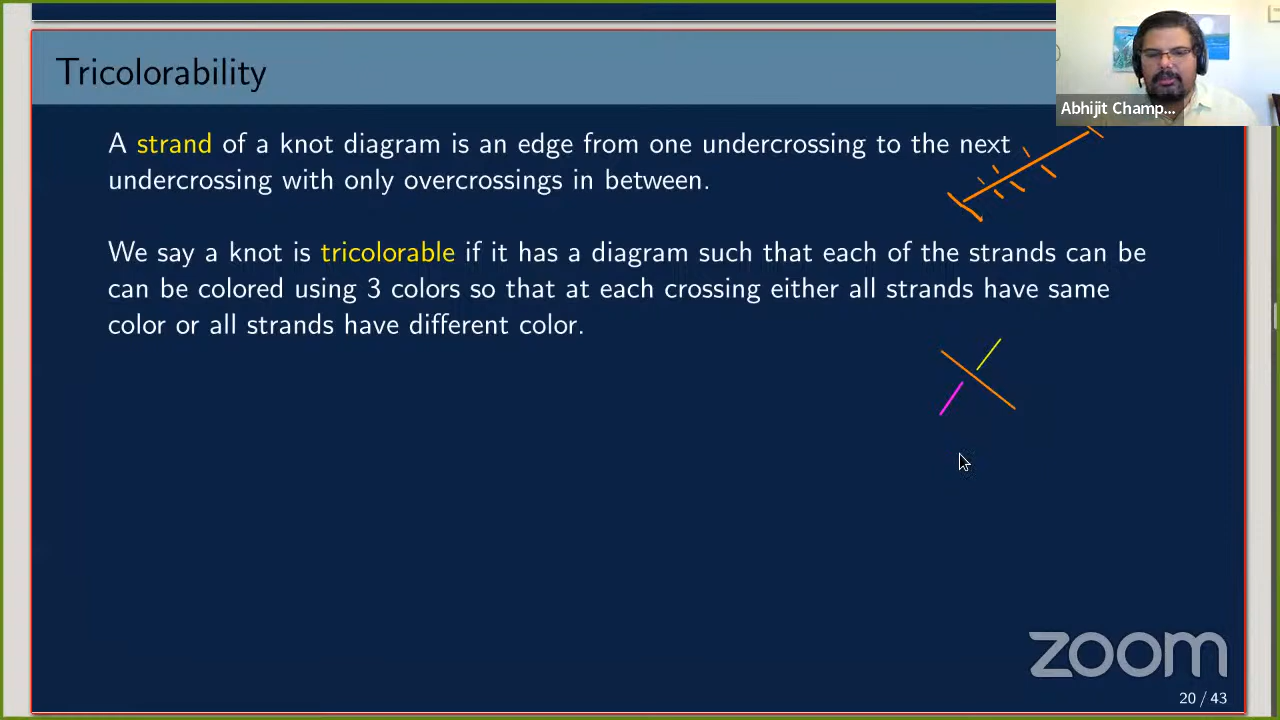 Tricolorability
Abhijit Champ...
A strand of a knot diagram is an edge from one undercrossing to the next
undercrossing with only overcrossings in between.
We say a knot is tricolorable if it has a diagram such that each of the strands can be
can be colored using 3 colors so that at each crossing either all strands have same
color or all strands have different color.
zoom
20 / 43